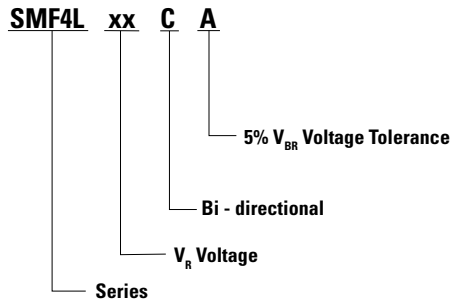 SMF4L xx C A
5% VBR Voltage Tolerance
Bi - directional
VR Voltage
Series